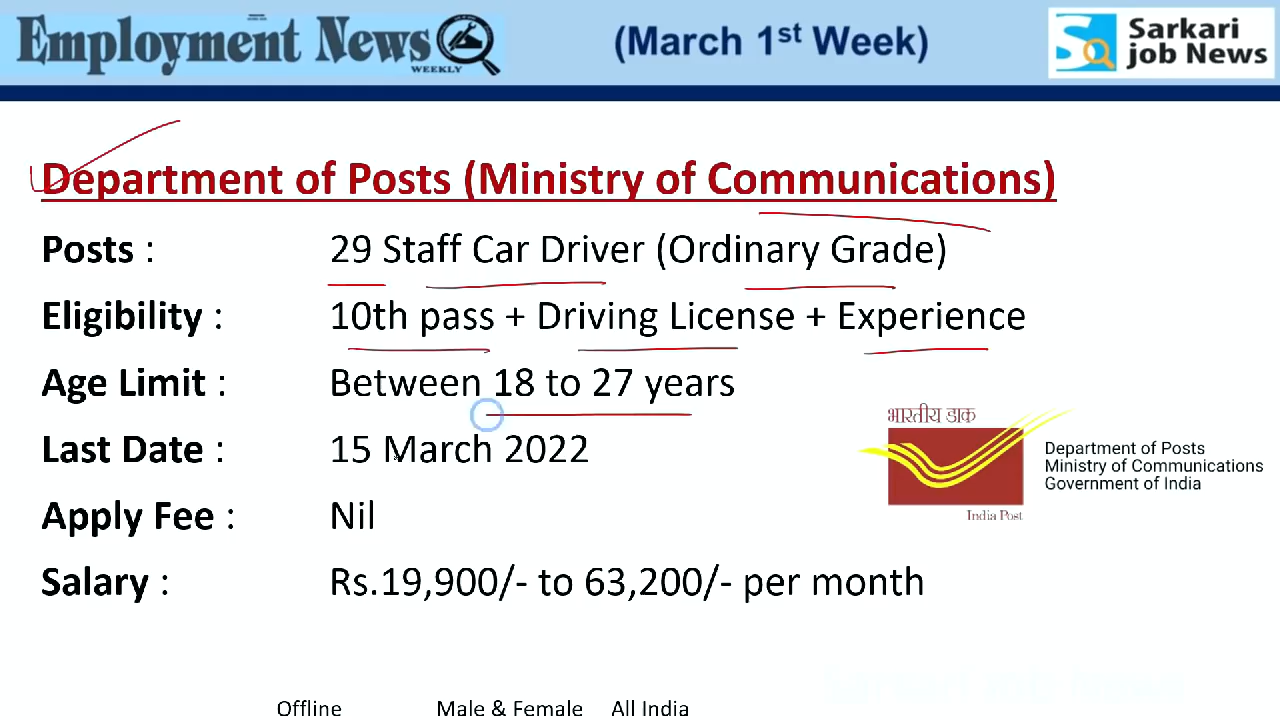 Employment News
WEEKLY
(March 1st Week)
Sarkari
job News
Department of Posts (Ministry of Communications)
Posts : 29 Staff Car Driver (Ordinary Grade)
Eligibility : 10th pass + Driving License + Experience
Age Limit : Between 18 to 27 years
Last Date : 15 March 2022
Apply Fee : Nil
Salary : Rs.19,900/- to 63,200/- per month
भारतीय डाक
India Post
Department of Posts
Ministry of Communications
Government of India
Offline Male & Female All India